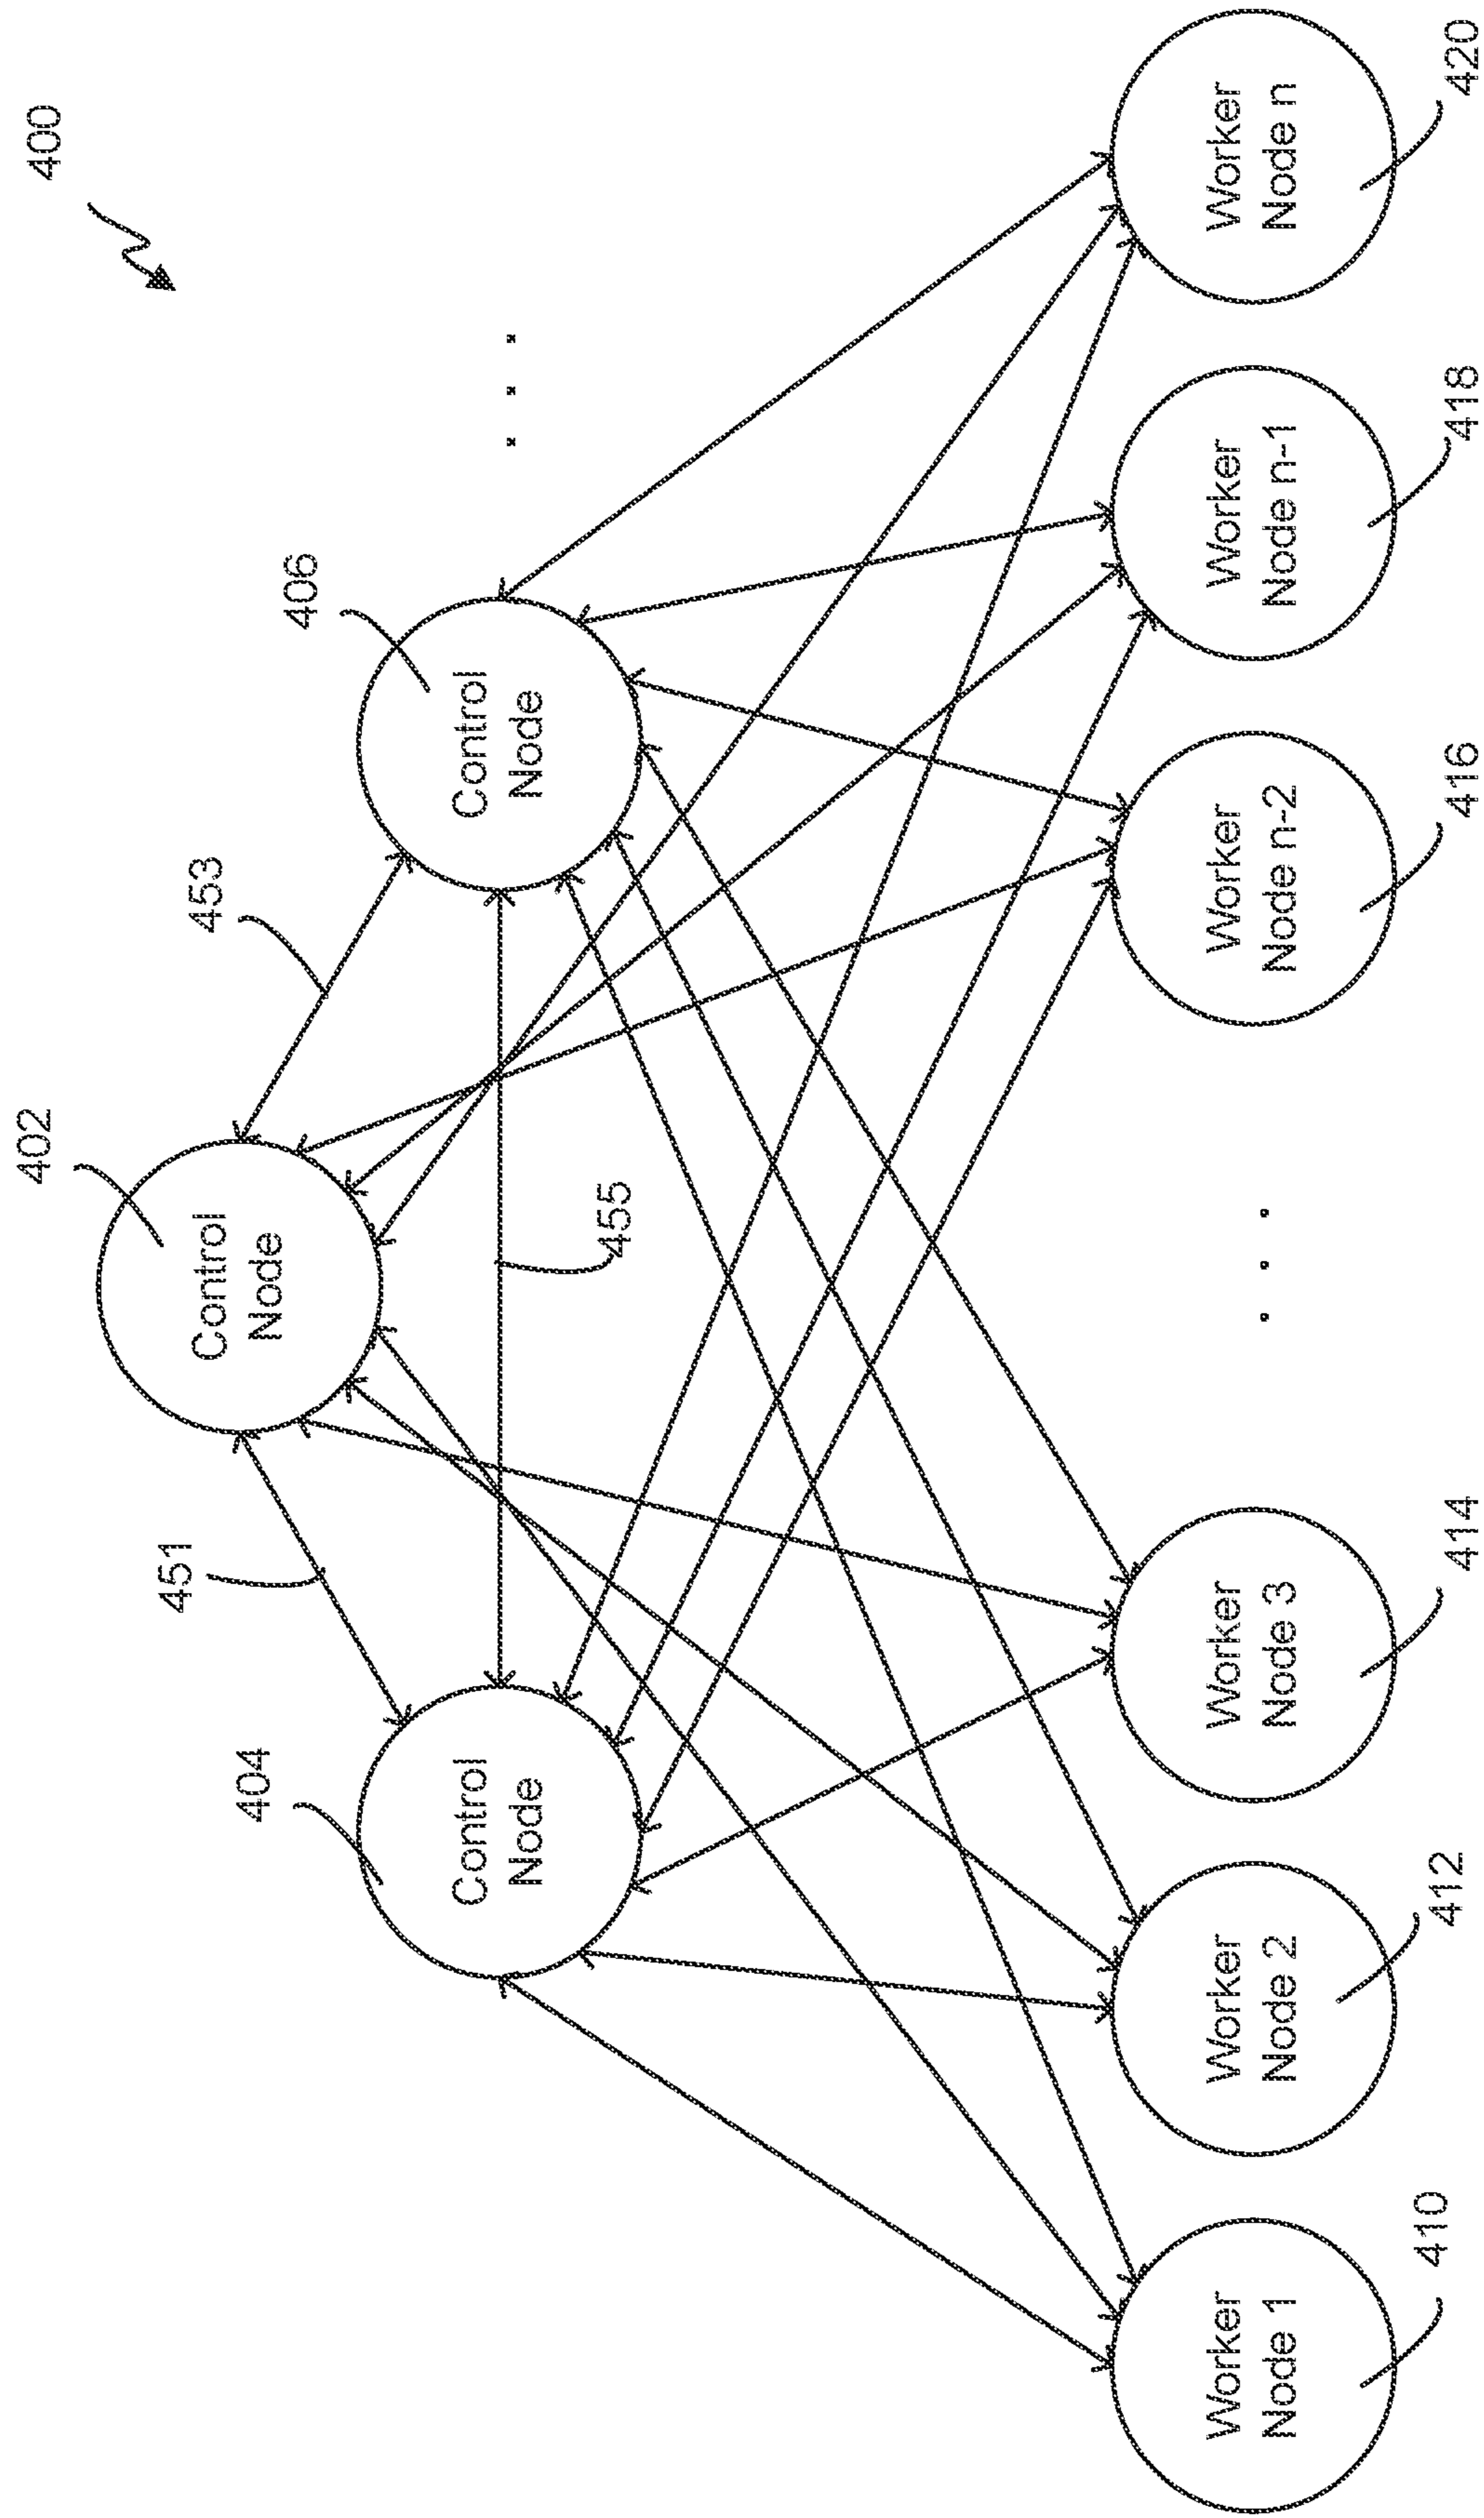 400
402
Control
Node
451
453
404
Control
Node
406
Control
Node
. . .
455
. . .
Worker
Node 1
Worker
Node 2
Worker
Node 3
Worker
Node n-2
Worker
Node n-1
Worker
Node n
410
412
414
416
418
420